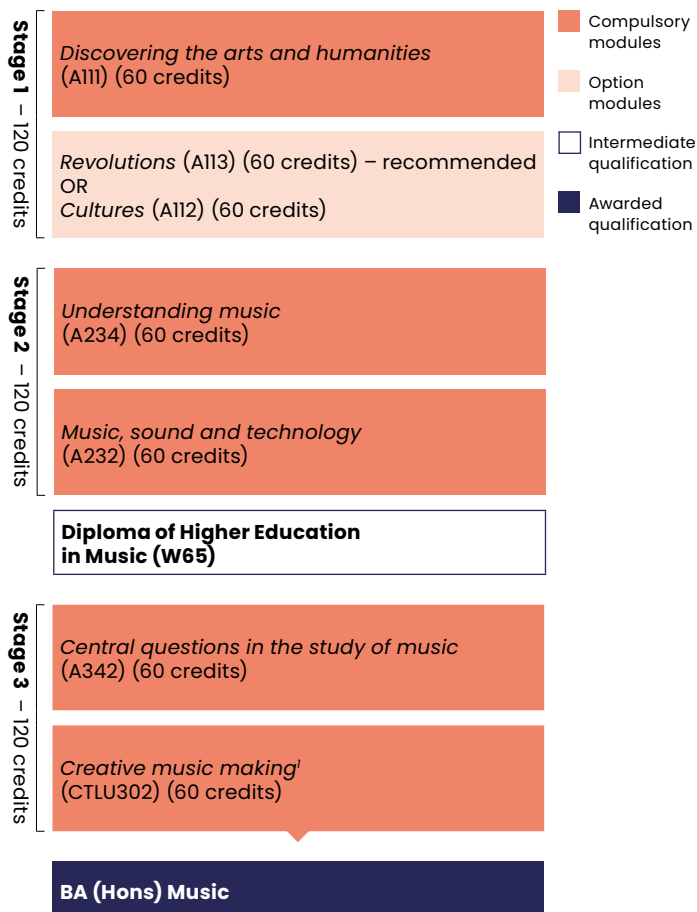 Stage 1 – 120 credits
Discovering the arts and humanities
(A111) (60 credits)
Revolutions (A113) (60 credits) – recommended
OR
Cultures (A112) (60 credits)
Compulsory
modules
Option
modules
Intermediate
qualification
Awarded
qualification
Stage 2 – 120 credits
Understanding music
(A234) (60 credits)
Music, sound and technology
(A232) (60 credits)
Diploma of Higher Education
in Music (W65)
Stage 3 – 120 credits
Central questions in the study of music
(A342) (60 credits)
Creative music making¹
(CTLU302) (60 credits)
BA (Hons) Music